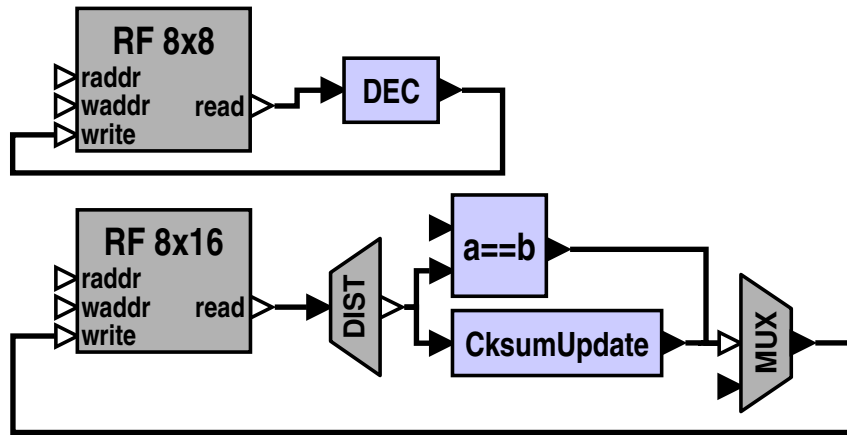 RF 8x8
raddr
waddr read
write
DEC
RF 8x16
raddr
waddr read
write
DIST
a==b
CksumUpdate
MUX